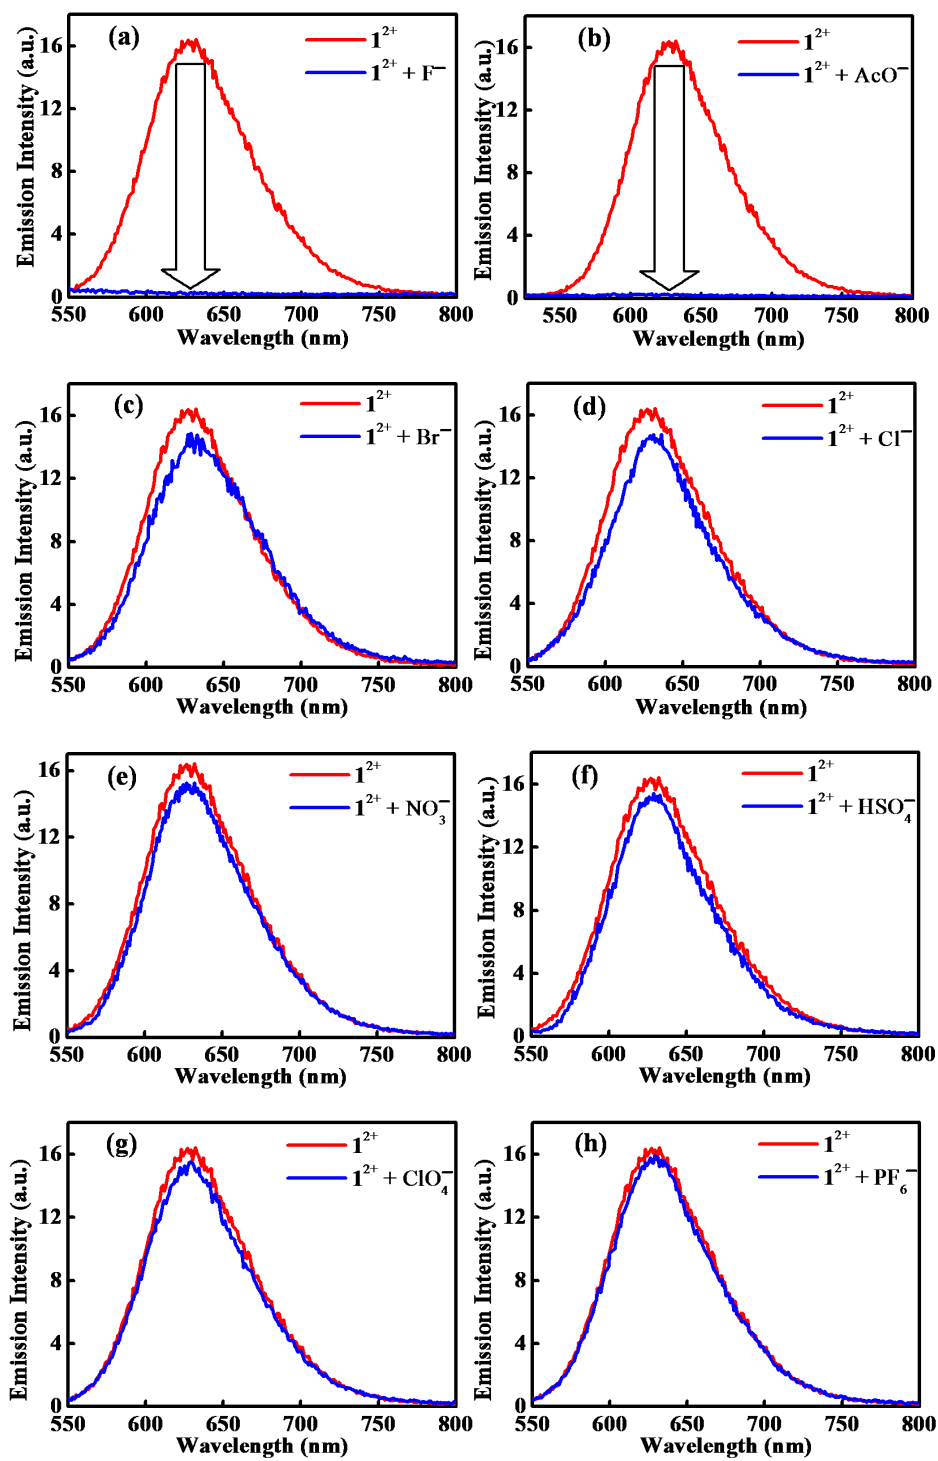 (a)
1²⁺
1²⁺ + F⁻
Emission Intensity (a.u.)
16
12
8
4
0
550 600 650 700 750 800
Wavelength (nm)
(b)
1²⁺
1²⁺ + AcO⁻
Emission Intensity (a.u.)
16
12
8
4
0
550 600 650 700 750 800
Wavelength (nm)
(c)
1²⁺
1²⁺ + Br⁻
Emission Intensity (a.u.)
16
12
8
4
0
550 600 650 700 750 800
Wavelength (nm)
(d)
1²⁺
1²⁺ + Cl⁻
Emission Intensity (a.u.)
16
12
8
4
0
550 600 650 700 750 800
Wavelength (nm)
(e)
1²⁺
1²⁺ + NO₃⁻
Emission Intensity (a.u.)
16
12
8
4
0
550 600 650 700 750 800
Wavelength (nm)
(f)
1²⁺
1²⁺ + HSO₄⁻
Emission Intensity (a.u.)
16
12
8
4
0
550 600 650 700 750 800
Wavelength (nm)
(g)
1²⁺
1²⁺ + ClO₄⁻
Emission Intensity (a.u.)
16
12
8
4
0
550 600 650 700 750 800
Wavelength (nm)
(h)
1²⁺
1²⁺ + PF₆⁻
Emission Intensity (a.u.)
16
12
8
4
0
550 600 650 700 750 800
Wavelength (nm)